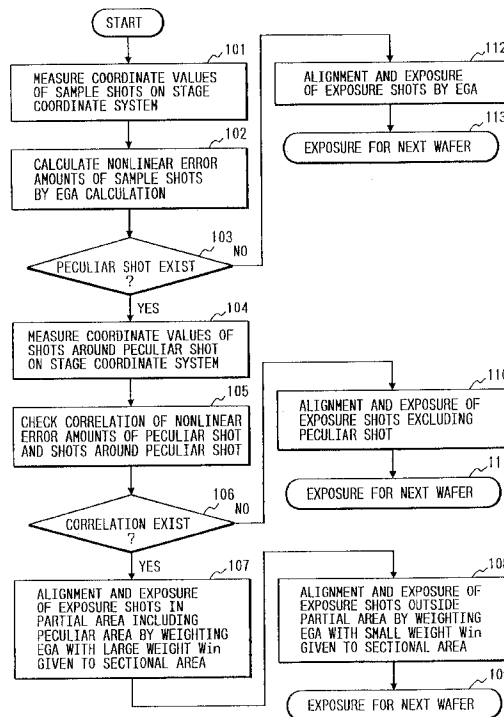 START
101
MEASURE COORDINATE VALUES
OF SAMPLE SHOTS ON STAGE
COORDINATE SYSTEM
102
CALCULATE NONLINEAR ERROR
AMOUNTS OF SAMPLE SHOTS
BY EGA CALCULATION
103
NO
PECULIAR SHOT EXIST
?
YES
112
ALIGNMENT AND EXPOSURE
OF EXPOSURE SHOTS BY EGA
113
EXPOSURE FOR NEXT WAFER
104
MEASURE COORDINATE VALUES OF
SHOTS AROUND PECULIAR SHOT
ON STAGE COORDINATE SYSTEM
105
CHECK CORRELATION OF NONLINEAR
ERROR AMOUNTS OF PECULIAR SHOT
AND SHOTS AROUND PECULIAR SHOT
106
NO
CORRELATION EXIST
?
YES
110
ALIGNMENT AND EXPOSURE OF
EXPOSURE SHOTS EXCLUDING
PECULIAR SHOT
11
EXPOSURE FOR NEXT WAFER
107
ALIGNMENT AND EXPOSURE
OF EXPOSURE SHOTS IN
PARTIAL AREA INCLUDING
PECULIAR AREA BY WEIGHTING
EGA WITH LARGE WEIGHT Win
GIVEN TO SECTIONAL AREA
108
ALIGNMENT AND EXPOSURE OF
EXPOSURE SHOTS OUTSIDE
PARTIAL AREA BY WEIGHTING
EGA WITH SMALL WEIGHT Win
GIVEN TO SECTIONAL AREA
10
EXPOSURE FOR NEXT WAFER